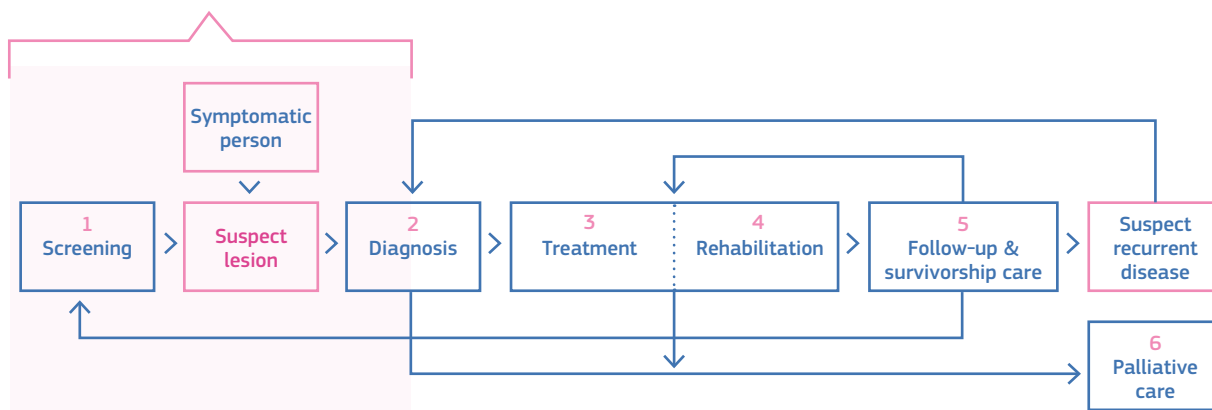 Symptomatic
person
1
Screening
Suspect
lesion
2
Diagnosis
3
Treatment
4
Rehabilitation
5
Follow-up &
survivorship care
Suspect
recurrent
disease
6
Palliative
care